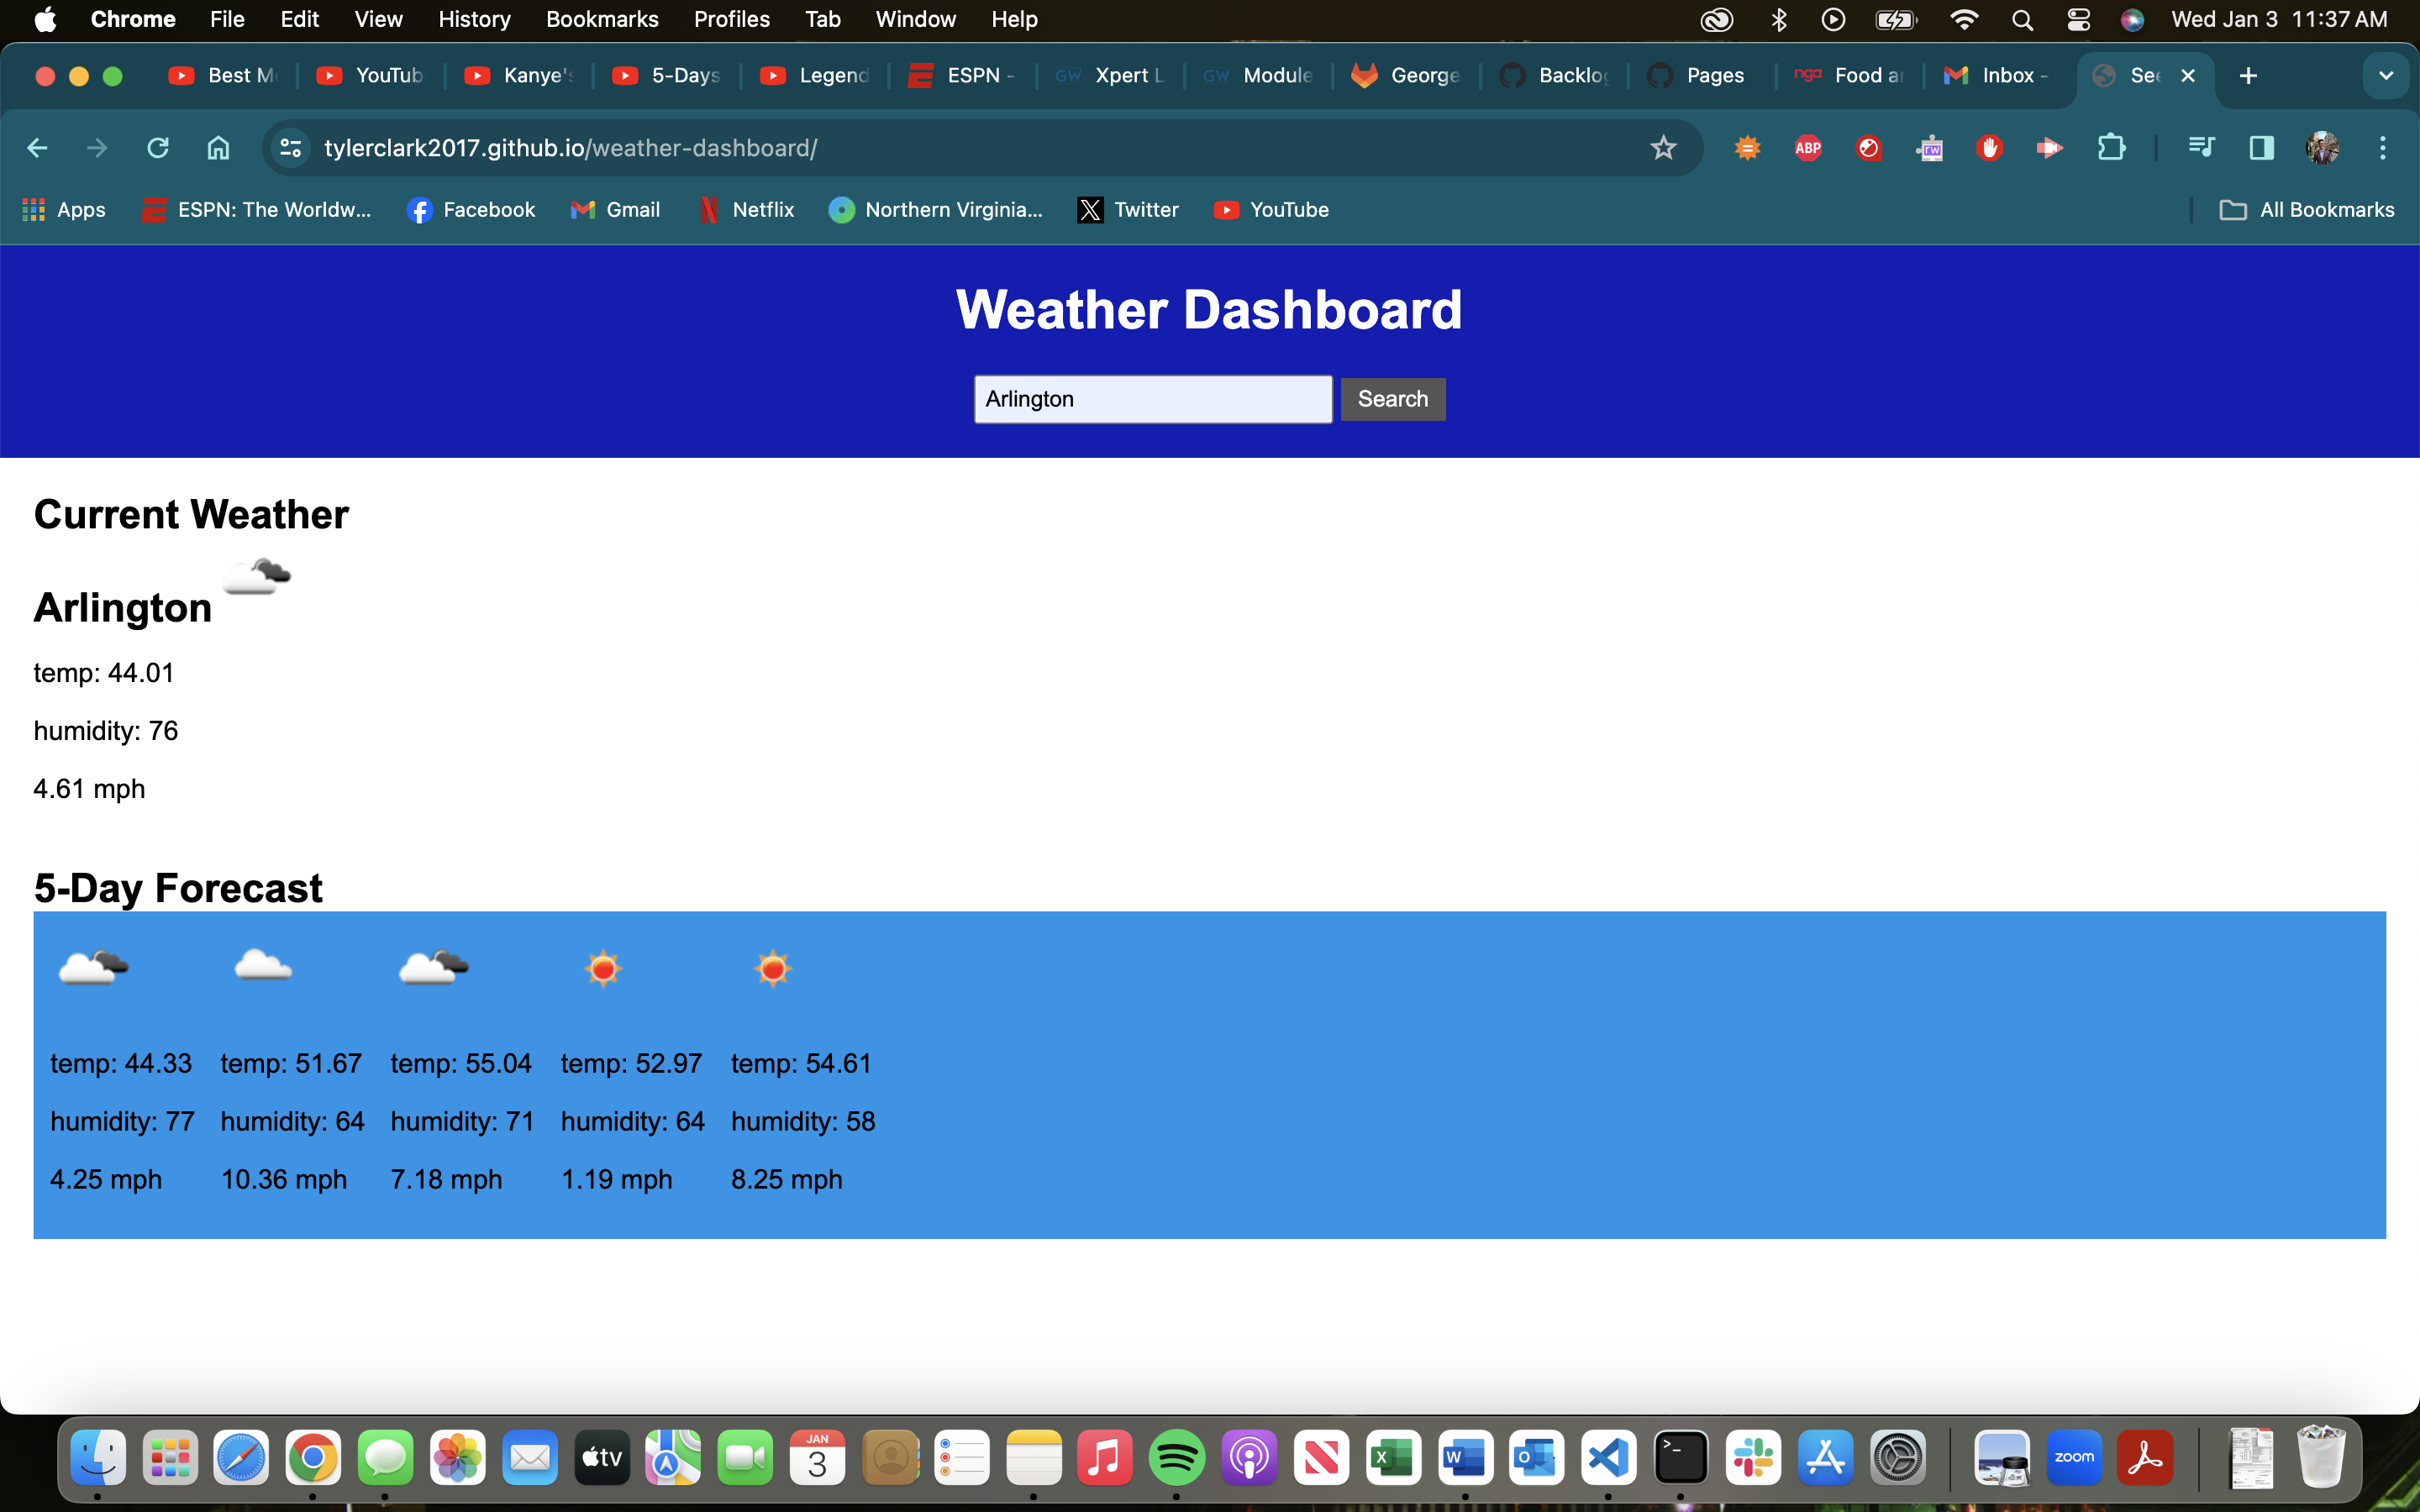 Chrome File Edit View History Bookmarks Profiles Tab Window Help Wed Jan 3 11:37 AM
Best M YouTub Kanye's 5-Days Legend ESPN - GW Xpert L GW Module George Backlog Pages nga Food ar Inbox - See
tylerclark2017.github.io/weather-dashboard/ ABP rw
Apps ESPN: The Worldw... Facebook Gmail Netflix Northern Virginia... Twitter YouTube All Bookmarks
Weather Dashboard
Arlington Search
Current Weather
Arlington
temp: 44.01
humidity: 76
4.61 mph
5-Day Forecast
temp: 44.33 temp: 51.67 temp: 55.04 temp: 52.97 temp: 54.61
humidity: 77 humidity: 64 humidity: 71 humidity: 64 humidity: 58
4.25 mph 10.36 mph 7.18 mph 1.19 mph 8.25 mph
tv JAN 3 X W O >_ zoom